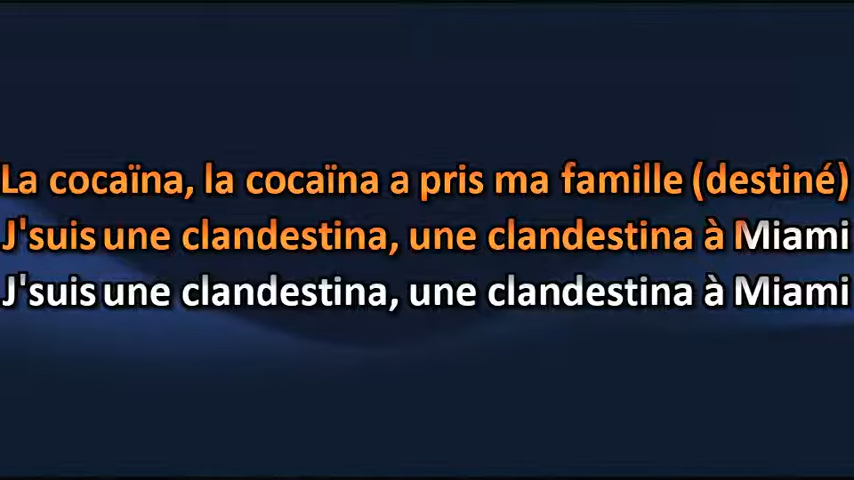 La cocaïna, la cocaïna a pris ma famille (destiné)
J'suis une clandestina, une clandestina à Miami
J'suis une clandestina, une clandestina à Miami